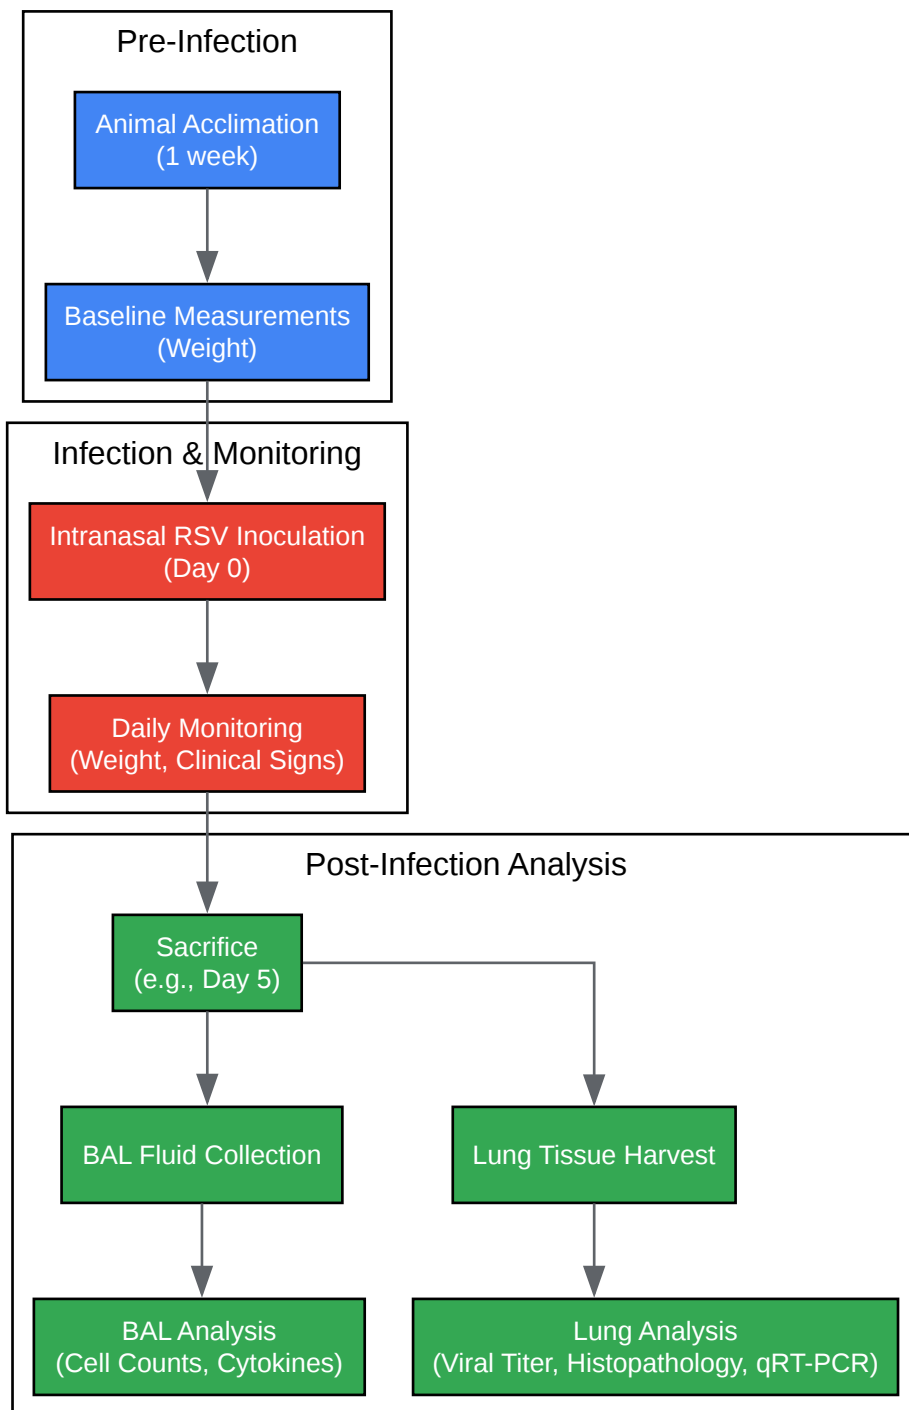 Pre-Infection
Animal Acclimation
(1 week)
Baseline Measurements
(Weight)
Infection & Monitoring
Intranasal RSV Inoculation
(Day 0)
Daily Monitoring
(Weight, Clinical Signs)
Post-Infection Analysis
Sacrifice
(e.g., Day 5)
BAL Fluid Collection
Lung Tissue Harvest
BAL Analysis
(Cell Counts, Cytokines)
Lung Analysis
(Viral Titer, Histopathology, qRT-PCR)